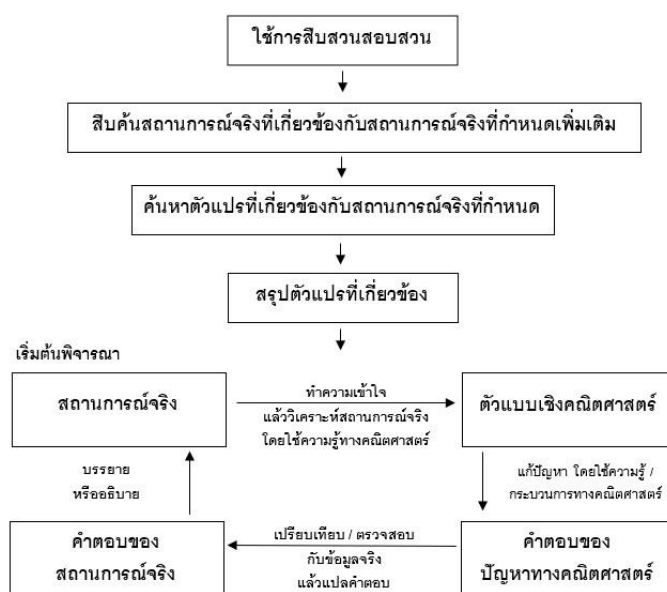 ใช้การสืบสวนสอบสวน
สืบค้นสถานการณ์จริงที่เกี่ยวข้องกับสถานการณ์จริงที่กำหนดเพิ่มเติม
ค้นหาตัวแปรที่เกี่ยวข้องกับสถานการณ์จริงที่กำหนด
สรุปตัวแปรที่เกี่ยวข้อง
เริ่มต้นพิจารณา
สถานการณ์จริง
ทำความเข้าใจ
แล้ววิเคราะห์สถานการณ์จริง
โดยใช้ความรู้ทางคณิตศาสตร์
ตัวแบบเชิงคณิตศาสตร์
บรรยาย
หรืออธิบาย
แก้ปัญหา โดยใช้ความรู้ /
กระบวนการทางคณิตศาสตร์
คำตอบของ
สถานการณ์จริง
เปรียบเทียบ / ตรวจสอบ
กับข้อมูลจริง
แล้วแปลคำตอบ
คำตอบของ
ปัญหาทางคณิตศาสตร์